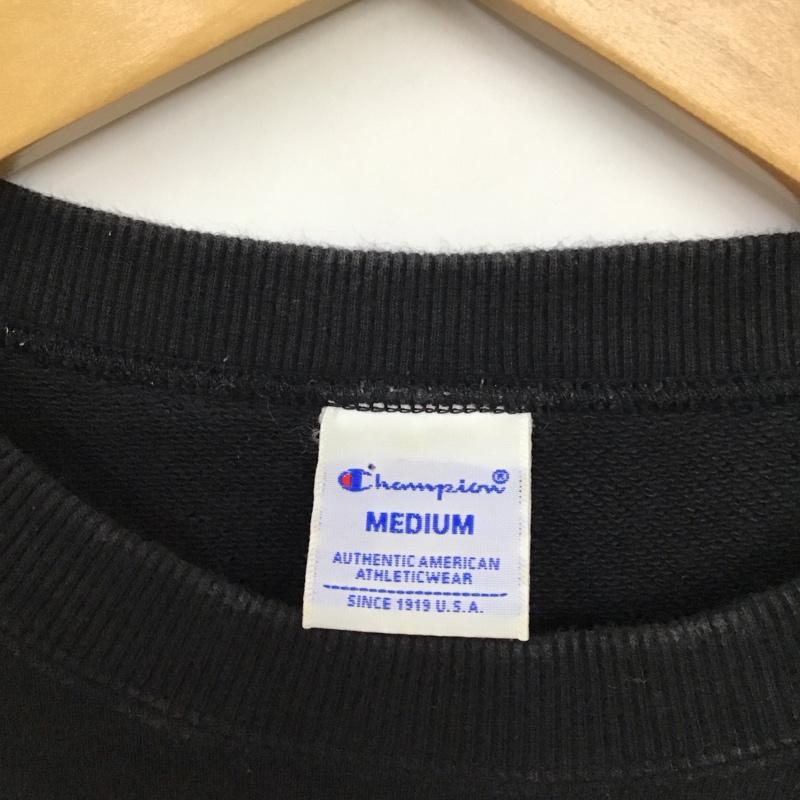 Champion®
MEDIUM
AUTHENTIC AMERICAN
ATHLETICWEAR
SINCE 1919 U.S.A.